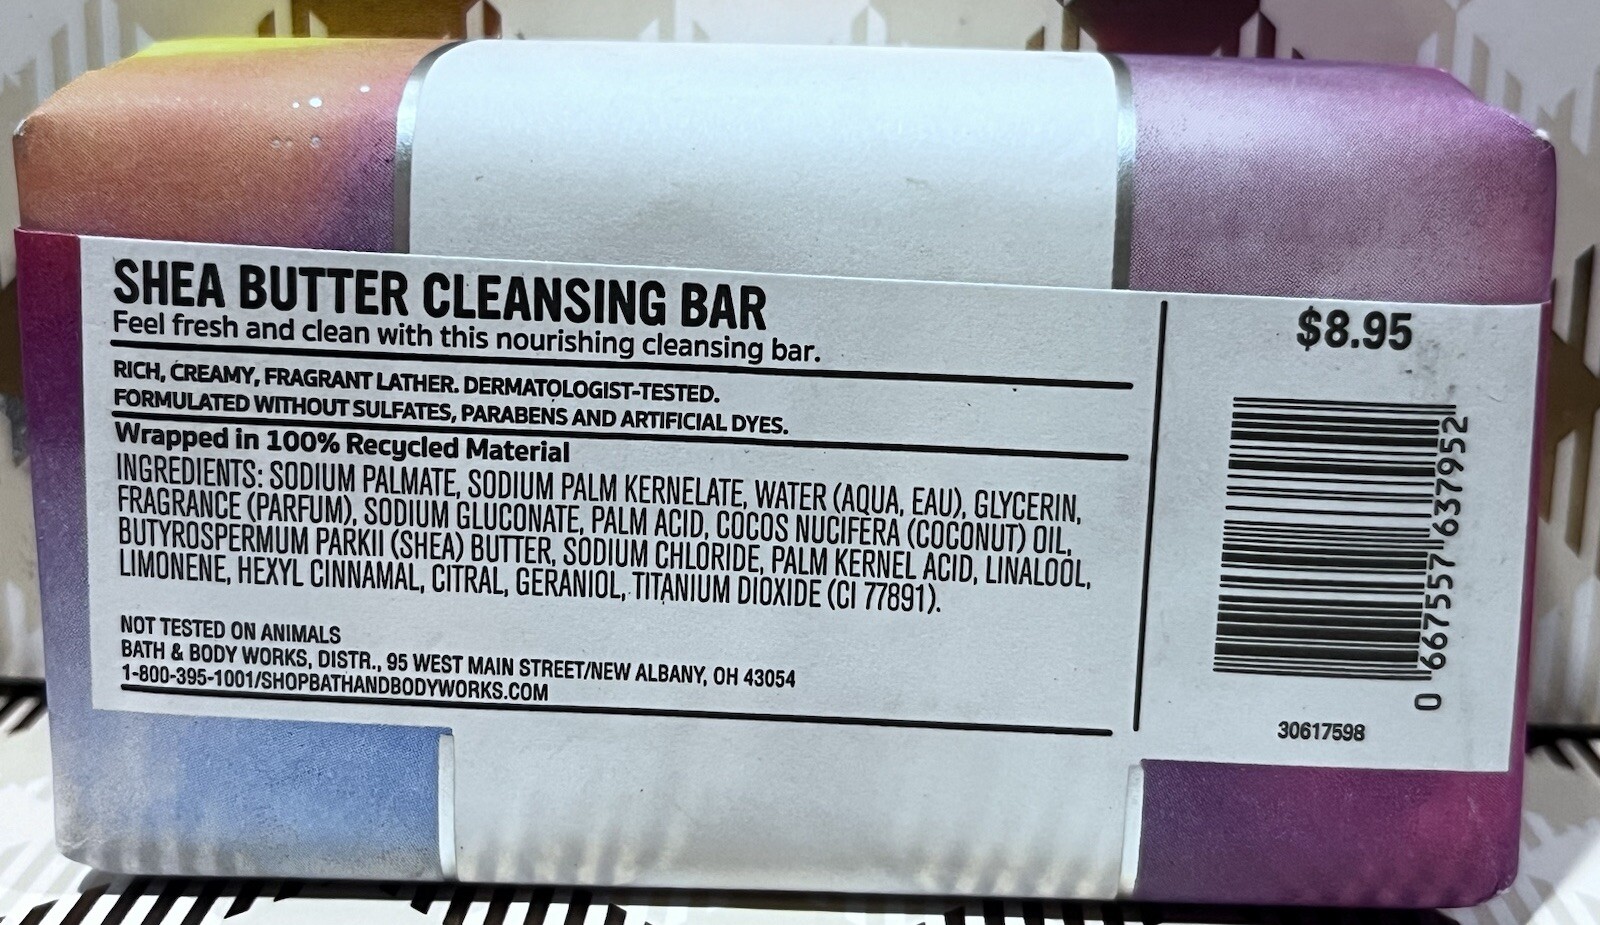 SHEA BUTTER CLEANSING BAR
Feel fresh and clean with this nourishing cleansing bar.
RICH, CREAMY, FRAGRANT LATHER. DERMATOLOGIST-TESTED.
FORMULATED WITHOUT SULFATES, PARABENS AND ARTIFICIAL DYES.
Wrapped in 100% Recycled Material
INGREDIENTS: SODIUM PALMATE, SODIUM PALM KERNELATE, WATER (AQUA, EAU), GLYCERIN,
FRAGRANCE (PARFUM), SODIUM GLUCONATE, PALM ACID, COCOS NUCIFERA (COCONUT) OIL,
BUTYROSPERMUM PARKII (SHEA) BUTTER, SODIUM CHLORIDE, PALM KERNEL ACID, LINALOOL,
LIMONENE, HEXYL CINNAMAL, CITRAL, GERANIOL, TITANIUM DIOXIDE (CI 77891).
NOT TESTED ON ANIMALS
BATH & BODY WORKS, DISTR., 95 WEST MAIN STREET/NEW ALBANY, OH 43054
1-800-395-1001/SHOPBATHANDBODYWORKS.COM
$8.95
0 667557 637952
30617598